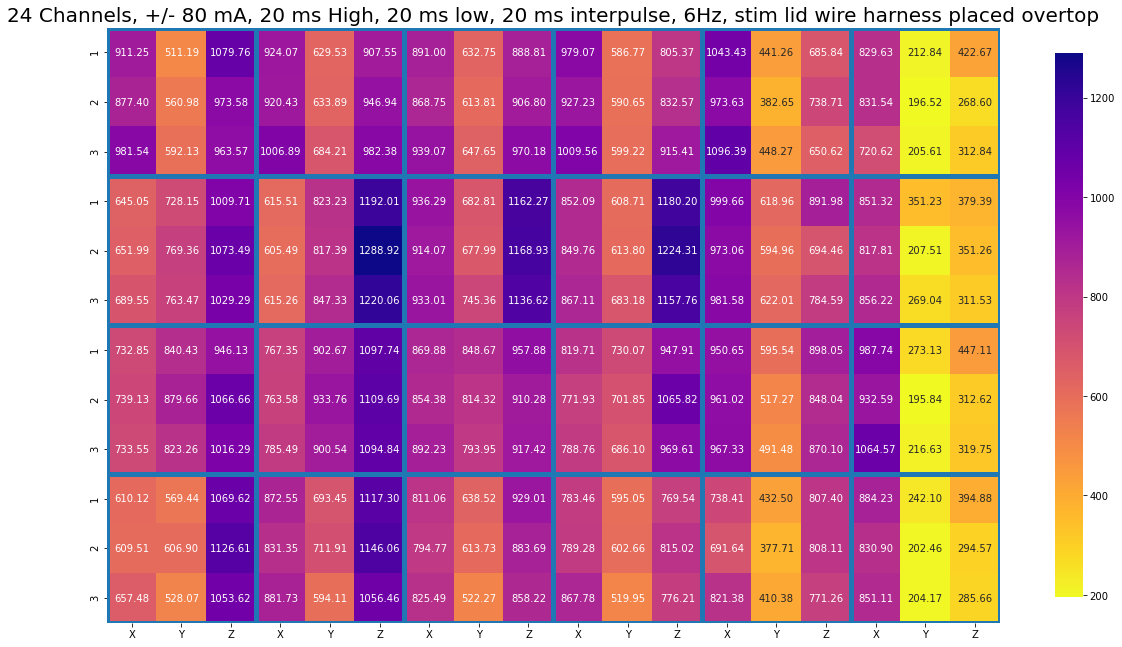 24 Channels, +/- 80 mA, 20 ms High, 20 ms low, 20 ms interpulse, 6Hz, stim lid wire harness placed overtop
1 911.25 511.19 1079.76 924.07 629.53 907.55 891.00 632.75 888.81 979.07 586.77 805.37 1043.43 441.26 685.84 829.63 212.84 422.67
2 877.40 560.98 973.58 920.43 633.89 946.94 868.75 613.81 906.80 927.23 590.65 832.57 973.63 382.65 738.71 831.54 196.52 268.60
3 981.54 592.13 963.57 1006.89 684.21 982.38 939.07 647.65 970.18 1009.56 599.22 915.41 1096.39 448.27 650.62 720.62 205.61 312.84
1 645.05 728.15 1009.71 615.51 823.23 1192.01 936.29 682.81 1162.27 852.09 608.71 1180.20 999.66 618.96 891.98 851.32 351.23 379.39
2 651.99 769.36 1073.49 605.49 817.39 1288.92 914.07 677.99 1168.93 849.76 613.80 1224.31 973.06 594.96 694.46 817.81 207.51 351.26
3 689.55 763.47 1029.29 615.26 847.33 1220.06 933.01 745.36 1136.62 867.11 683.18 1157.76 981.58 622.01 784.59 856.22 269.04 311.53
1 732.85 840.43 946.13 767.35 902.67 1097.74 869.88 848.67 957.88 819.71 730.07 947.91 950.65 595.54 898.05 987.74 273.13 447.11
2 739.13 879.66 1066.66 763.58 933.76 1109.69 854.38 814.32 910.28 771.93 701.85 1065.82 961.02 517.27 848.04 932.59 195.84 312.62
3 733.55 823.26 1016.29 785.49 900.54 1094.84 892.23 793.95 917.42 788.76 686.10 969.61 967.33 491.48 870.10 1064.57 216.63 319.75
1 610.12 569.44 1069.62 872.55 693.45 1117.30 811.06 638.52 929.01 783.46 595.05 769.54 738.41 432.50 807.40 884.23 242.10 394.88
2 609.51 606.90 1126.61 831.35 711.91 1146.06 794.77 613.73 883.69 789.28 602.66 815.02 691.64 377.71 808.11 830.90 202.46 294.57
3 657.48 528.07 1053.62 881.73 594.11 1056.46 825.49 522.27 858.22 867.78 519.95 776.21 821.38 410.38 771.26 851.11 204.17 285.66
X Y Z X Y Z X Y Z X Y Z X Y Z X Y Z
1200
1000
800
600
400
200